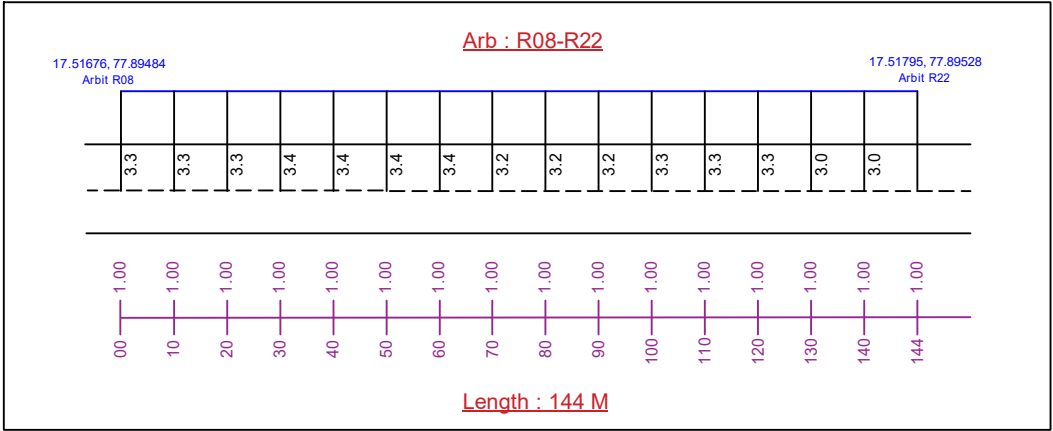 Arb : R08-R22
17.51676, 77.89484
Arbit R08
17.51795, 77.89528
Arbit R22
3.3 3.3 3.3 3.4 3.4 3.4 3.4 3.2 3.2 3.2 3.3 3.3 3.3 3.0 3.0
1.00 1.00 1.00 1.00 1.00 1.00 1.00 1.00 1.00 1.00 1.00 1.00 1.00 1.00 1.00 1.00
00 10 20 30 40 50 60 70 80 90 100 110 120 130 140 144
Length : 144 M